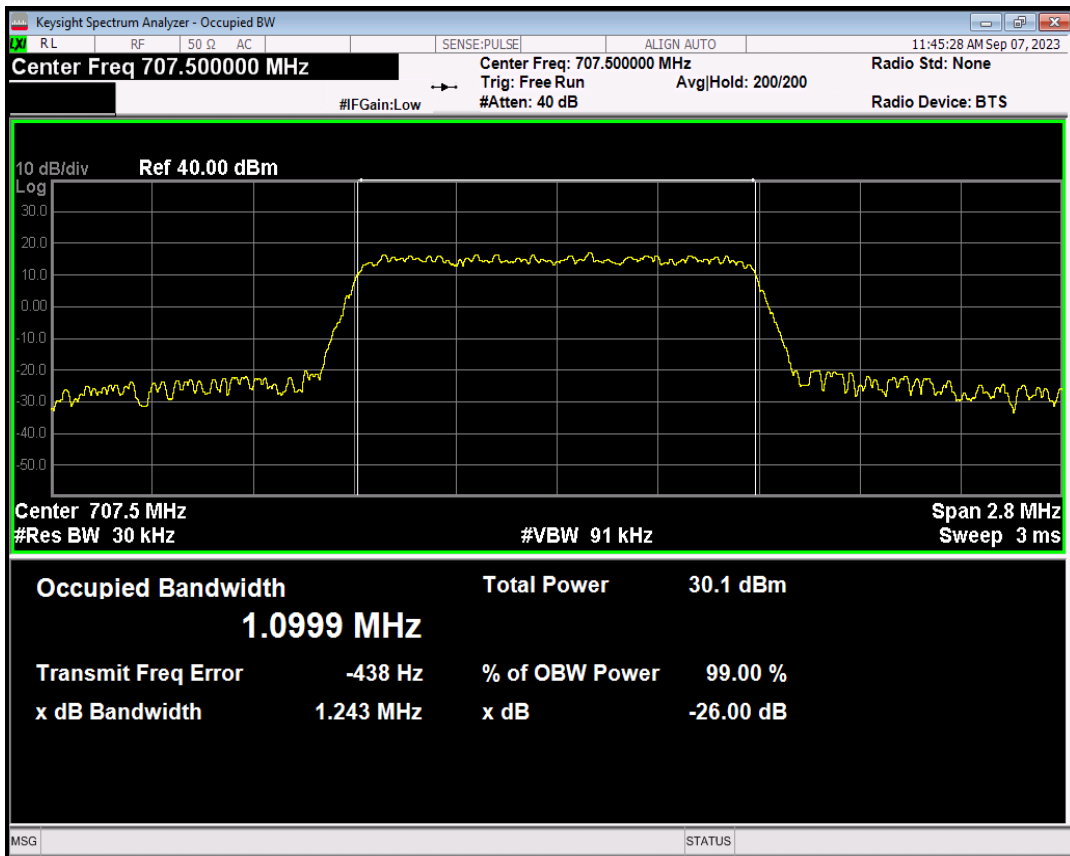 Keysight Spectrum Analyzer - Occupied BW
LXI RL RF 50 Ω AC SENSE:PULSE ALIGN AUTO 11:45:28 AM Sep 07, 2023
Center Freq 707.500000 MHz Center Freq: 707.500000 MHz Radio Std: None
Trig: Free Run Avg|Hold: 200/200
#IFGain:Low #Atten: 40 dB Radio Device: BTS
10 dB/div Ref 40.00 dBm
Log
30.0
20.0
10.0
0.00
-10.0
-20.0
-30.0
-40.0
-50.0
Center 707.5 MHz Span 2.8 MHz
#Res BW 30 kHz #VBW 91 kHz Sweep 3 ms
Occupied Bandwidth Total Power 30.1 dBm
1.0999 MHz
Transmit Freq Error -438 Hz % of OBW Power 99.00 %
x dB Bandwidth 1.243 MHz x dB -26.00 dB
MSG STATUS